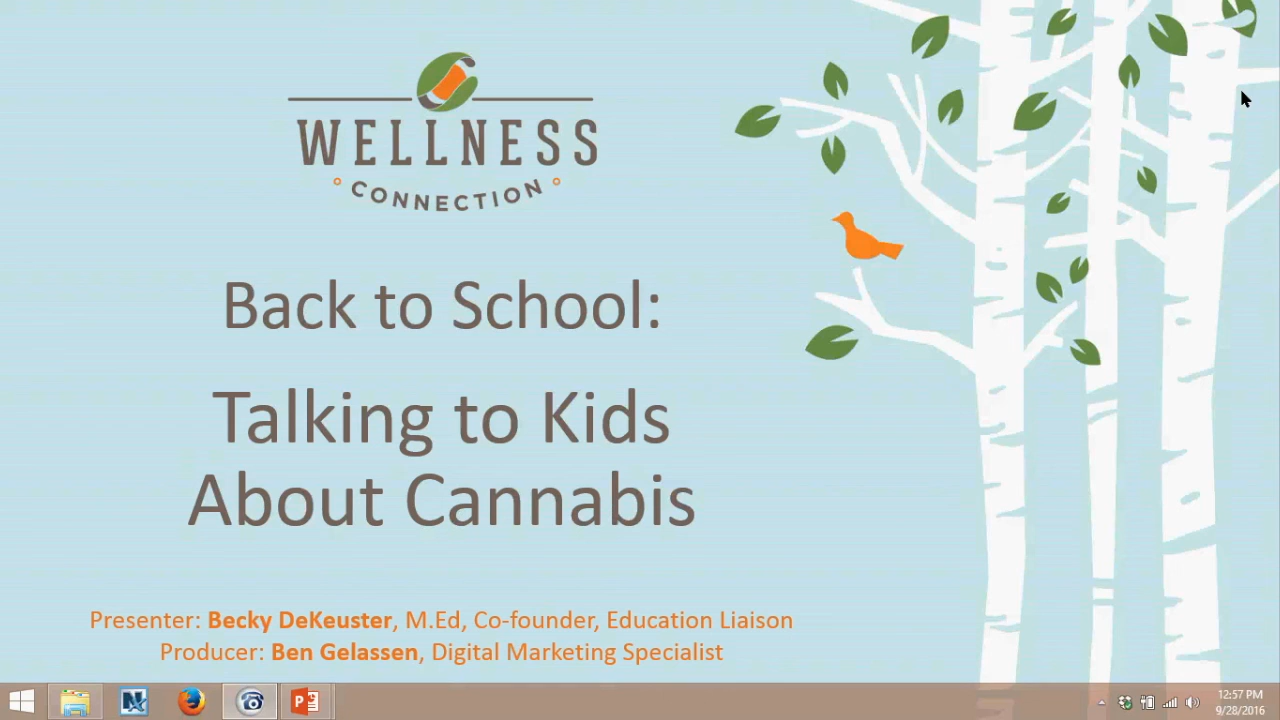 WELLNESS
CONNECTION
Back to School:
Talking to Kids
About Cannabis
Presenter: Becky DeKeuster, M.Ed, Co-founder, Education Liaison
Producer: Ben Gelassen, Digital Marketing Specialist
12:57 PM
9/28/2016